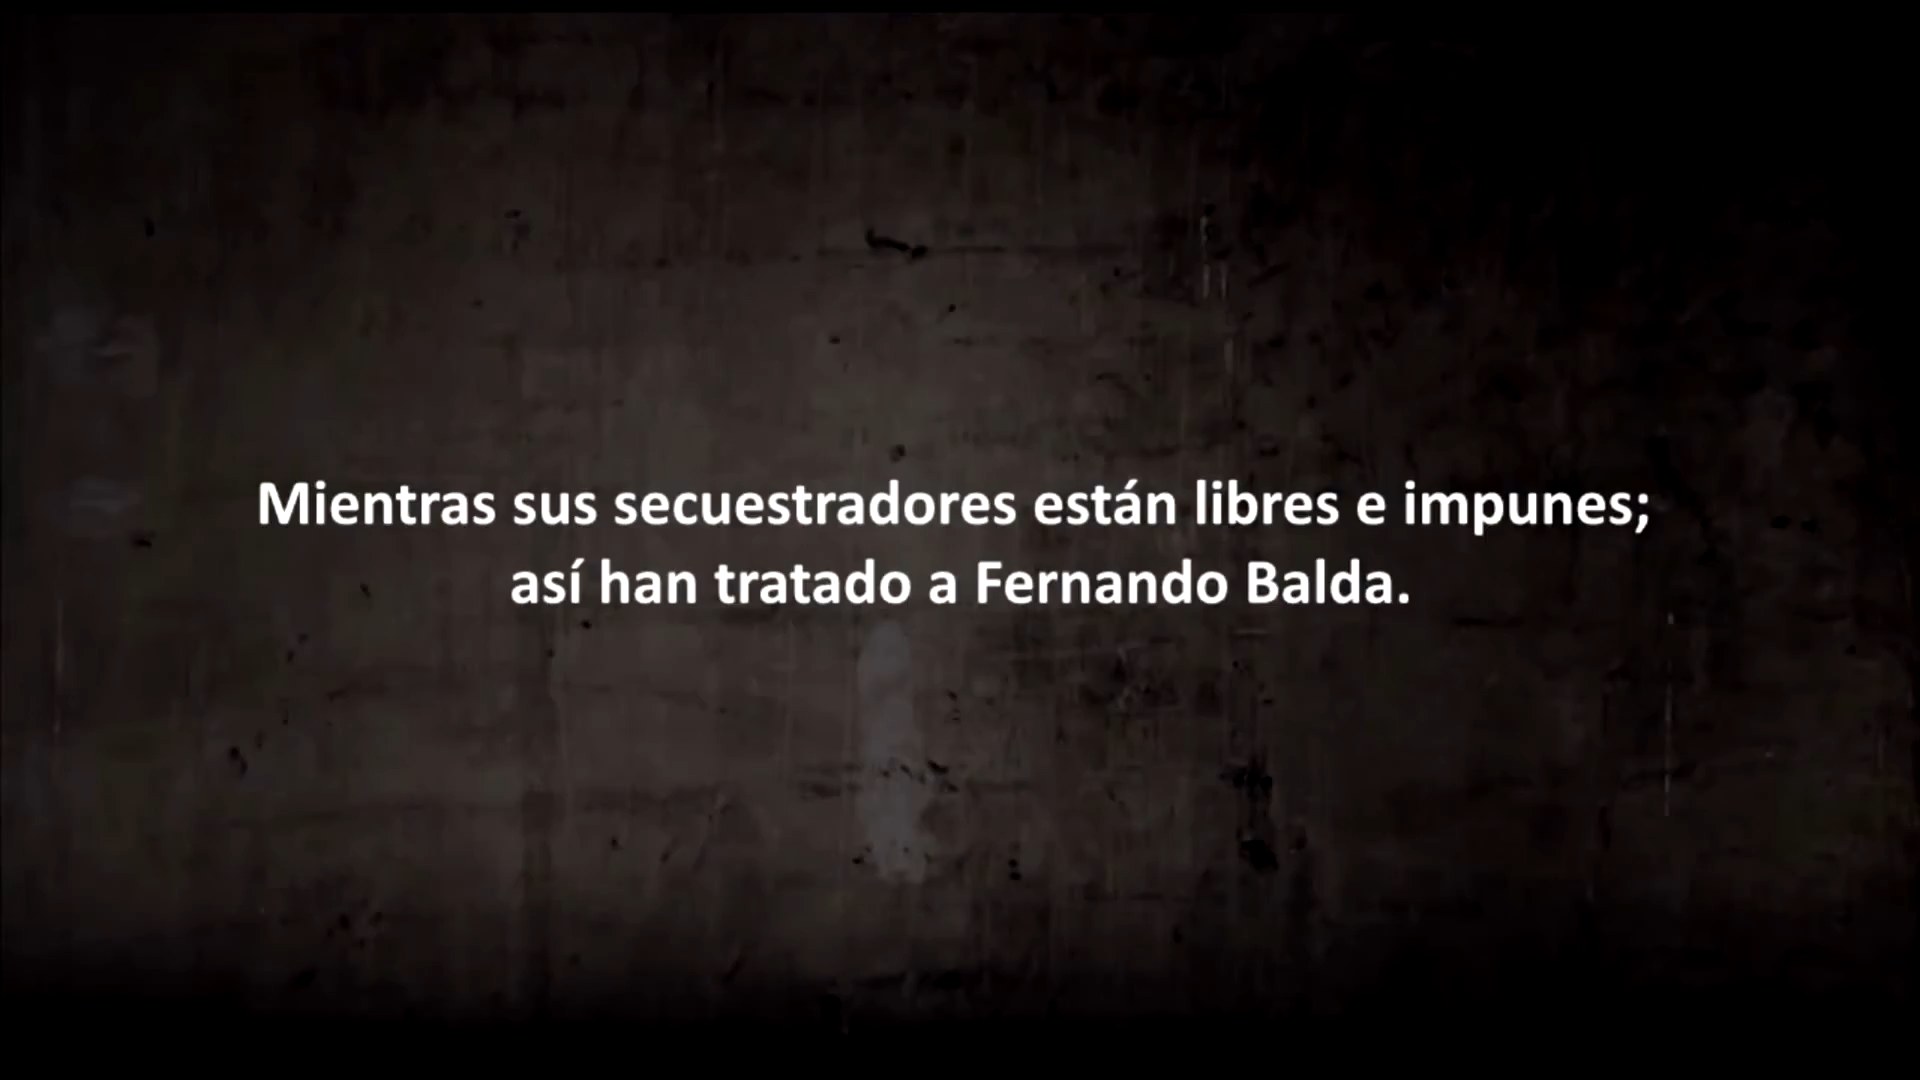 Mientras sus secuestradores están libres e impunes;
así han tratado a Fernando Balda.